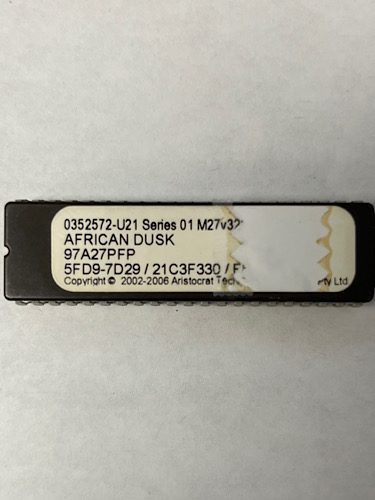 0352572-U21 Series 01 M27v32
AFRICAN DUSK
97A27PFP
5FD9-7D29 / 21C3F330 /
Copyright © 2002-2006 Aristocrat Ltd